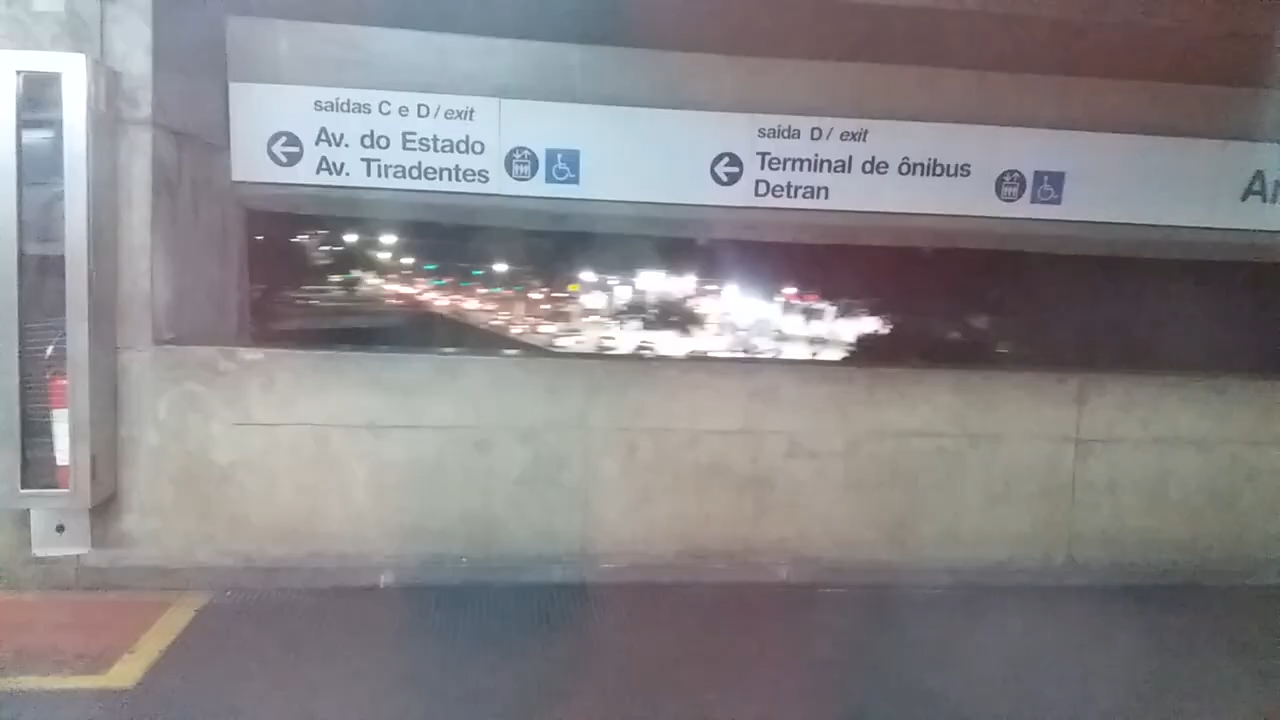 saídas C e D / exit
Av. do Estado
Av. Tiradentes
saída D / exit
Terminal de ônibus
Detran